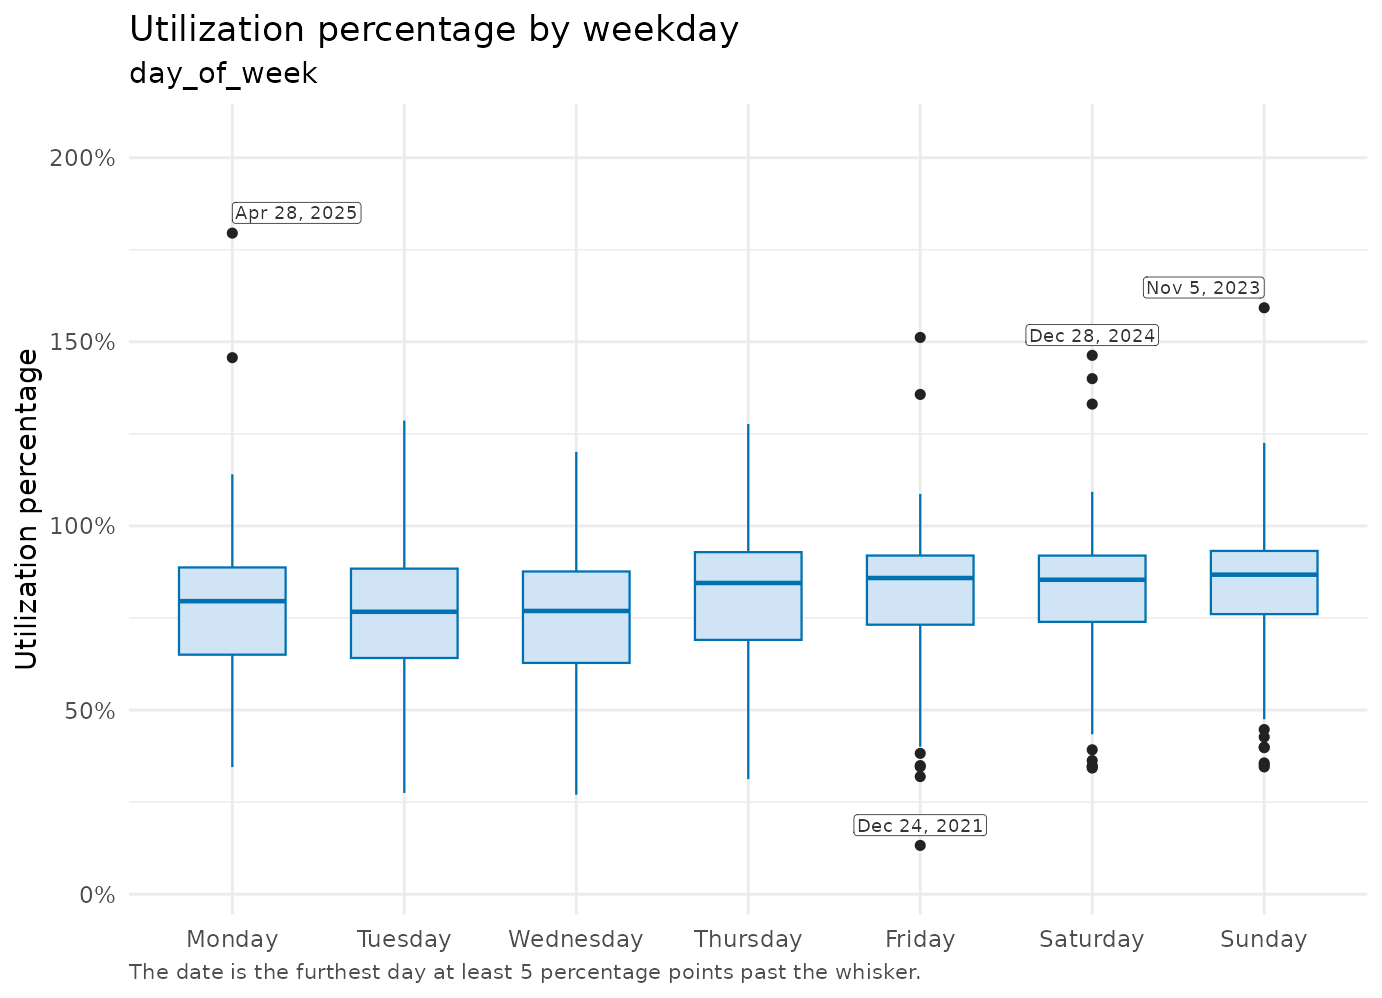 Utilization percentage by weekday
day_of_week
Utilization percentage
200%
150%
100%
50%
0%
Apr 28, 2025
Nov 5, 2023
Dec 28, 2024
Dec 24, 2021
Monday
Tuesday
Wednesday
Thursday
Friday
Saturday
Sunday
The date is the furthest day at least 5 percentage points past the whisker.